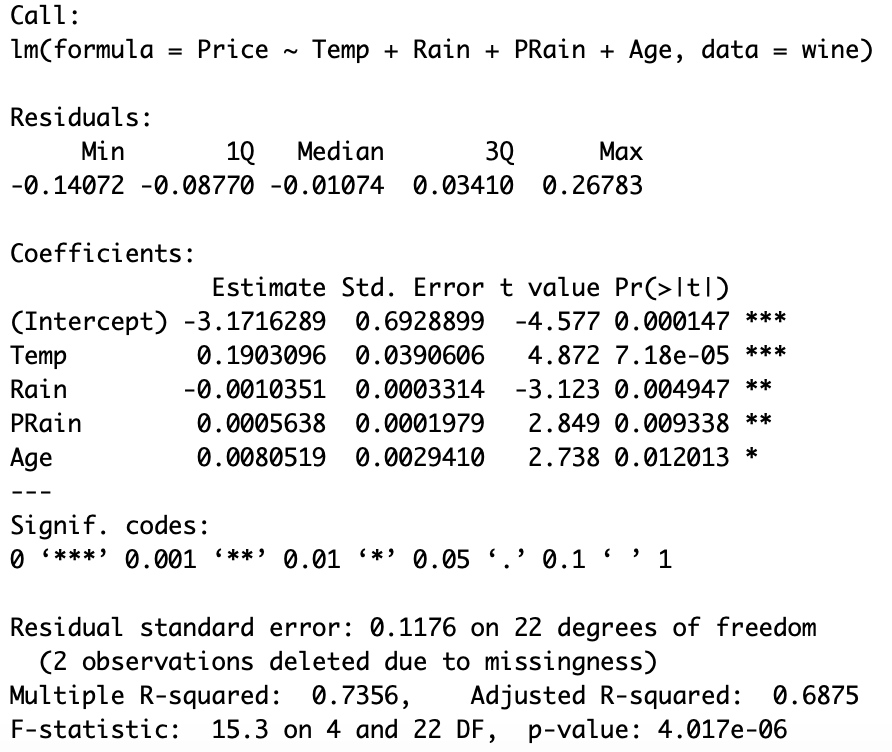 Call:
lm(formula = Price ~ Temp + Rain + PRain + Age, data = wine)
Residuals:
Min 1Q Median 3Q Max
-0.14072 -0.08770 -0.01074 0.03410 0.26783
Coefficients:
Estimate Std. Error t value Pr(>|t|)
(Intercept) -3.1716289 0.6928899 -4.577 0.000147 ***
Temp 0.1903096 0.0390606 4.872 7.18e-05 ***
Rain -0.0010351 0.0003314 -3.123 0.004947 **
PRain 0.0005638 0.0001979 2.849 0.009338 **
Age 0.0080519 0.0029410 2.738 0.012013 *
---
Signif. codes:
0 ‘***’ 0.001 ‘**’ 0.01 ‘*’ 0.05 ‘.’ 0.1 ‘ ’ 1
Residual standard error: 0.1176 on 22 degrees of freedom
(2 observations deleted due to missingness)
Multiple R-squared: 0.7356, Adjusted R-squared: 0.6875
F-statistic: 15.3 on 4 and 22 DF, p-value: 4.017e-06